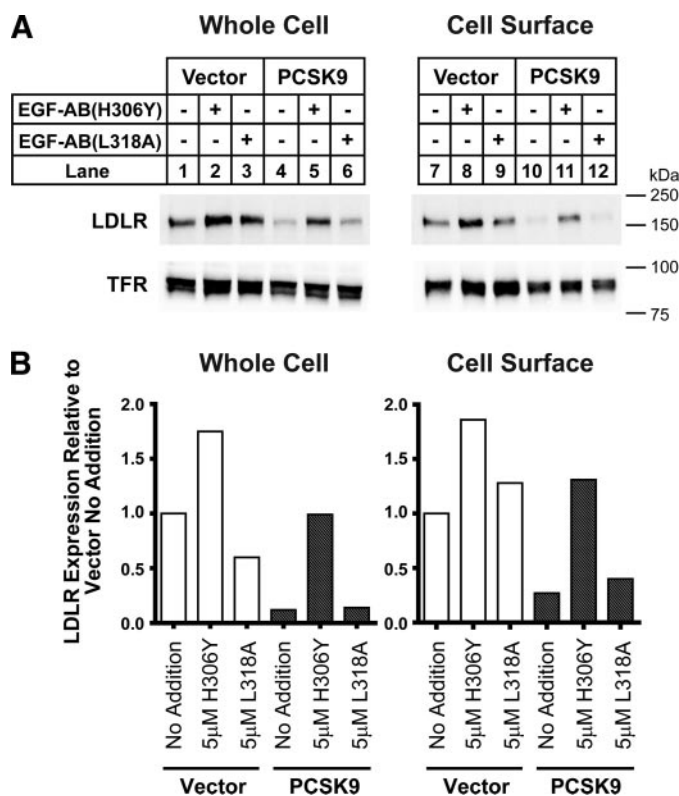 A
Whole Cell Cell Surface
Vector PCSK9 Vector PCSK9
EGF-AB(H306Y) - + - - + - - + - - + -
EGF-AB(L318A) - - + - - + - - + - - +
Lane 1 2 3 4 5 6 7 8 9 10 11 12 kDa
250
LDLR 150
100
TFR
75
B
Whole Cell Cell Surface
LDLR Expression Relative to
Vector No Addition
2.0 2.0
1.5 1.5
1.0 1.0
0.5 0.5
0.0 0.0
No Addition 5μM H306Y 5μM L318A No Addition 5μM H306Y 5μM L318A No Addition 5μM H306Y 5μM L318A No Addition 5μM H306Y 5μM L318A
Vector PCSK9 Vector PCSK9